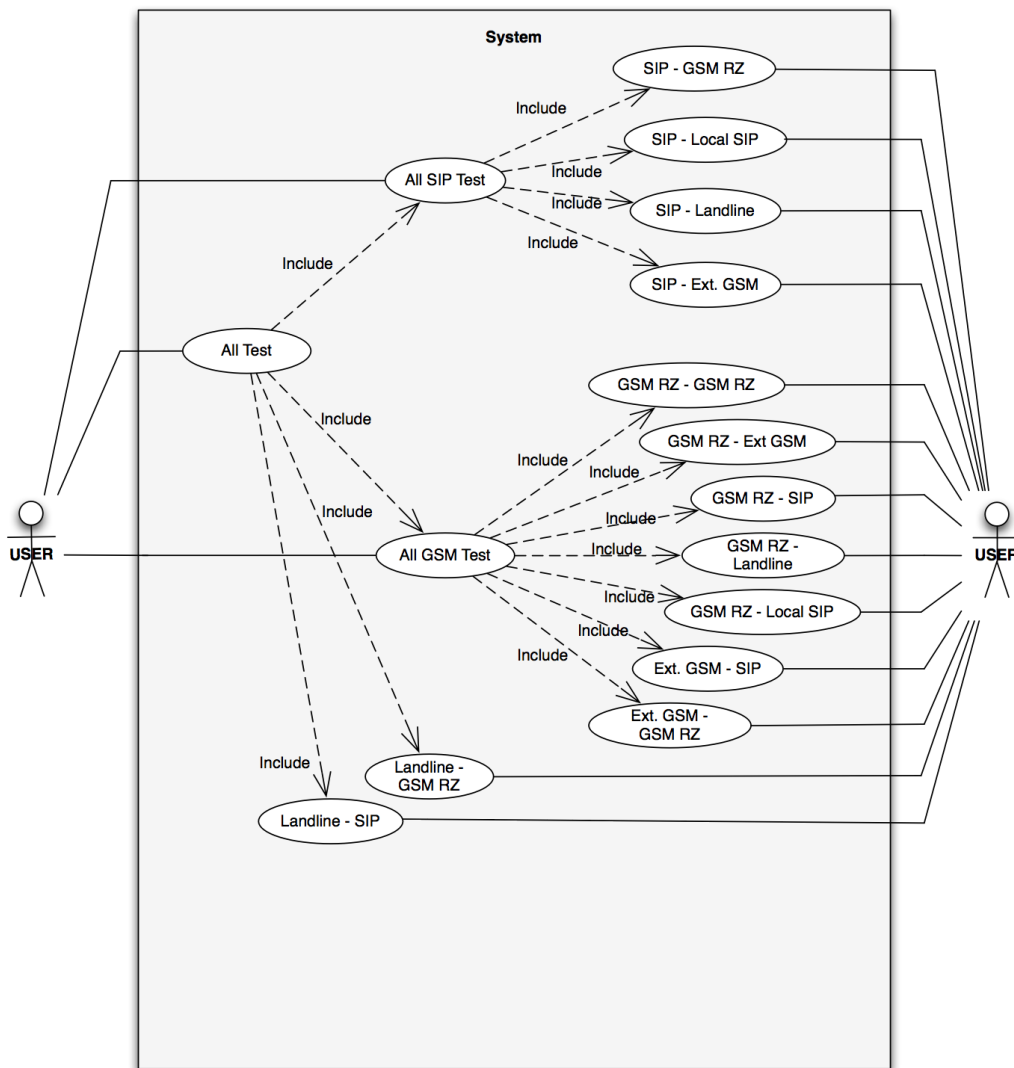 System
SIP - GSM RZ
Include
SIP - Local SIP
Include
All SIP Test
Include
SIP - Landline
Include
Include
SIP - Ext. GSM
All Test
GSM RZ - GSM RZ
Include
Include
GSM RZ - Ext GSM
Include
GSM RZ - SIP
Include
Include
USER
All GSM Test
Include
GSM RZ -
Landline
USER
Include
GSM RZ - Local SIP
Include
Include
Ext. GSM - SIP
Ext. GSM -
GSM RZ
Include
Landline -
GSM RZ
Landline - SIP